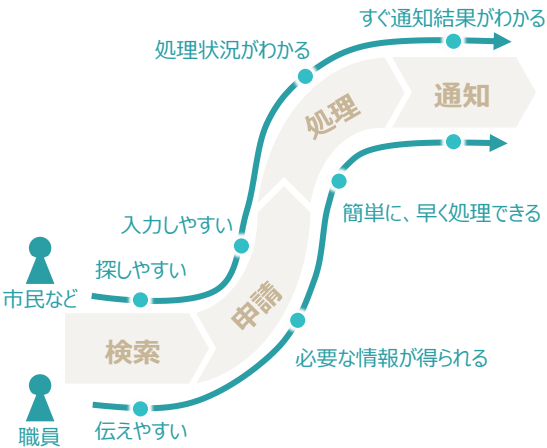 すぐ通知結果がわかる
処理状況がわかる
通知
処理
簡単に、早く処理できる
入力しやすい
探しやすい
市民など
申請
検索
必要な情報が得られる
伝えやすい
職員